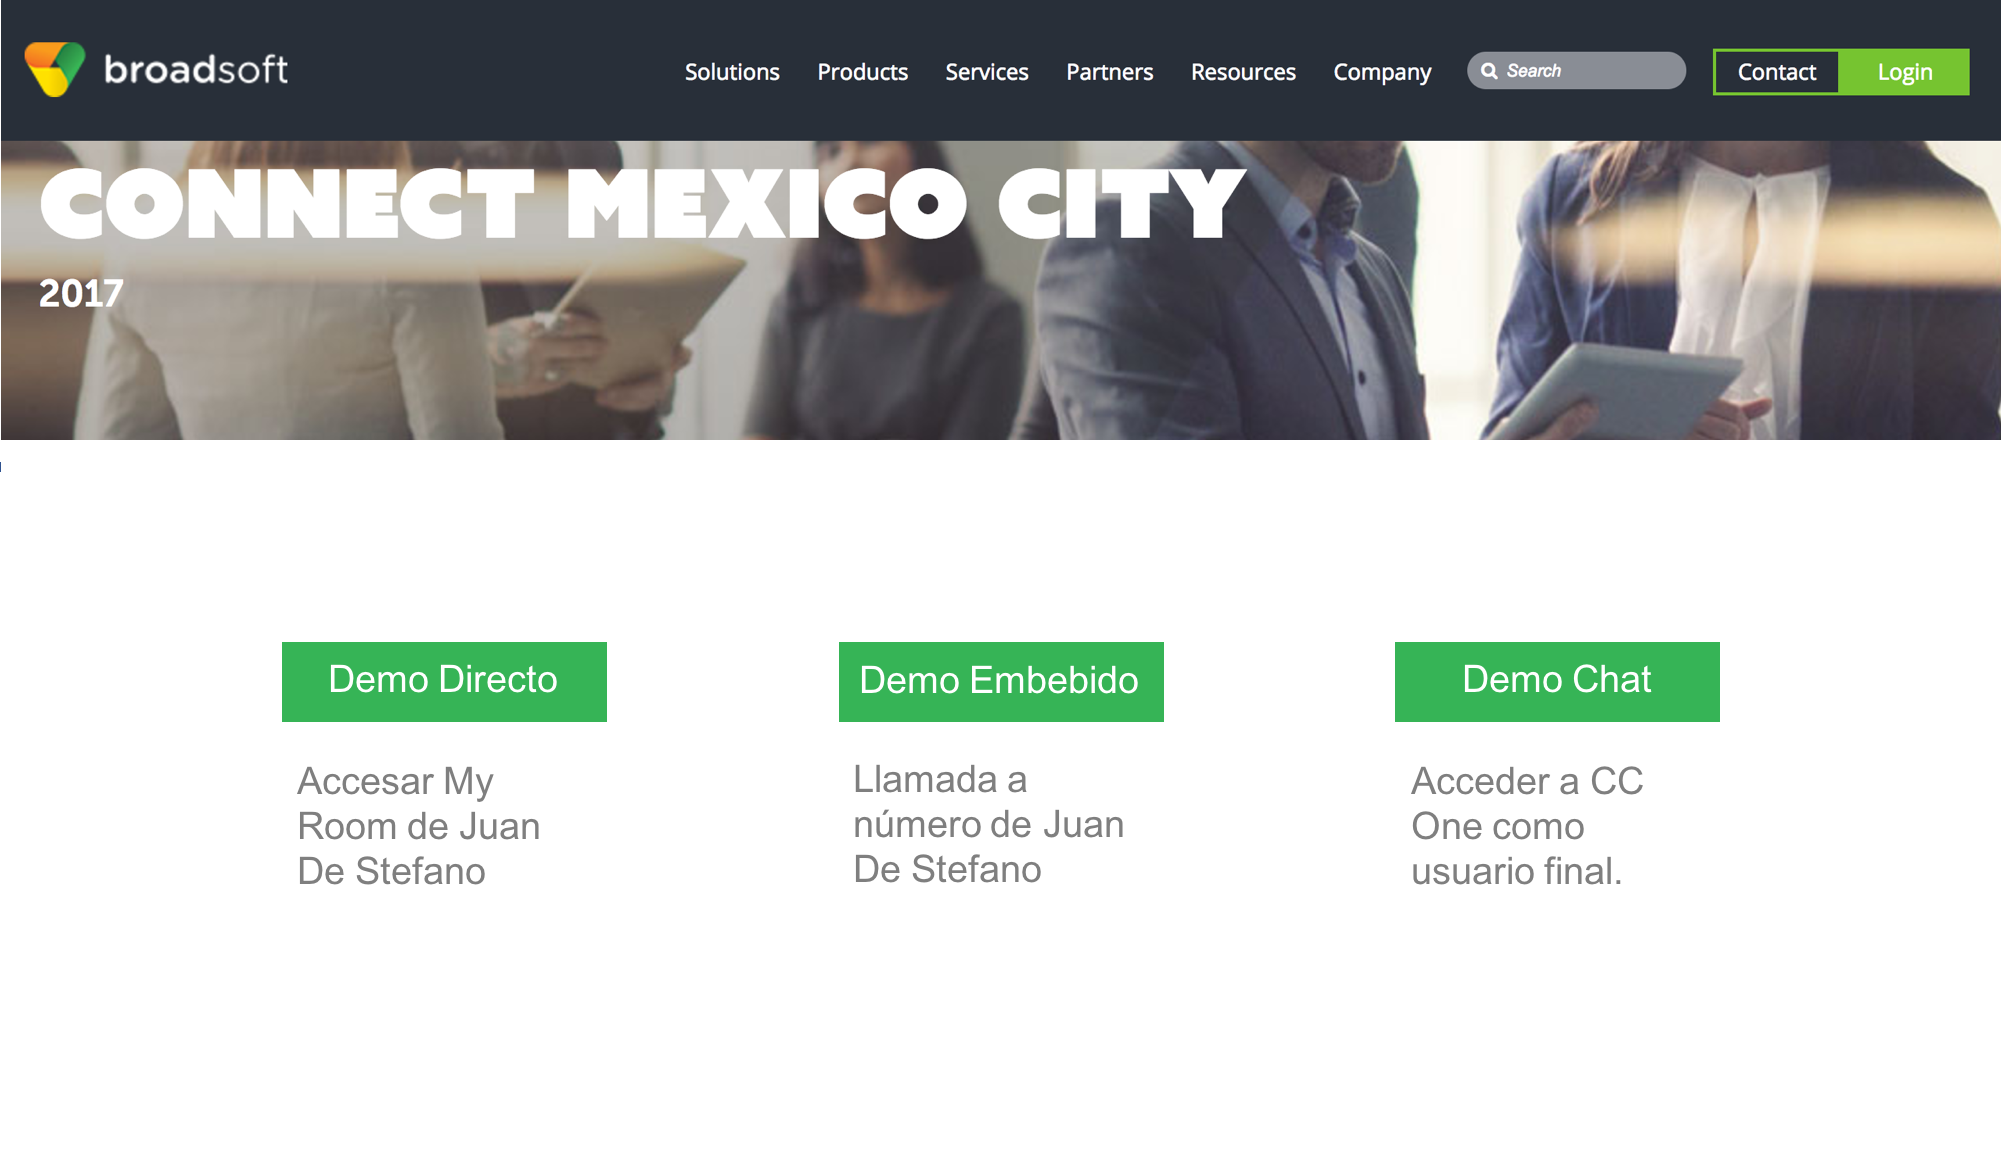 broadsoft
Solutions Products Services Partners Resources Company Search Contact Login
CONNECT MEXICO CITY
2017
Demo Directo
Accesar My
Room de Juan
De Stefano
Demo Embebido
Llamada a
número de Juan
De Stefano
Demo Chat
Acceder a CC
One como
usuario final.